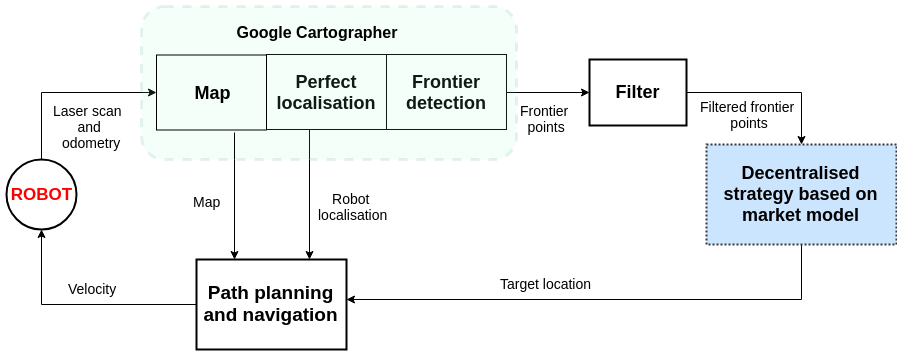 Google Cartographer
Map
Perfect
localisation
Frontier
detection
Filter
Laser scan
and
odometry
Frontier
points
Filtered frontier
points
ROBOT
Map
Robot
localisation
Decentralised
strategy based on
market model
Velocity
Path planning
and navigation
Target location